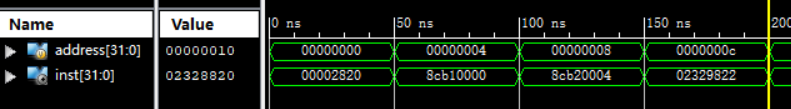 Name Value 0 ns 50 ns 100 ns 150 ns 200
address[31:0] 00000010 00000000 00000004 00000008 0000000c
inst[31:0] 02328820 00002820 8cb10000 8cb20004 02329822